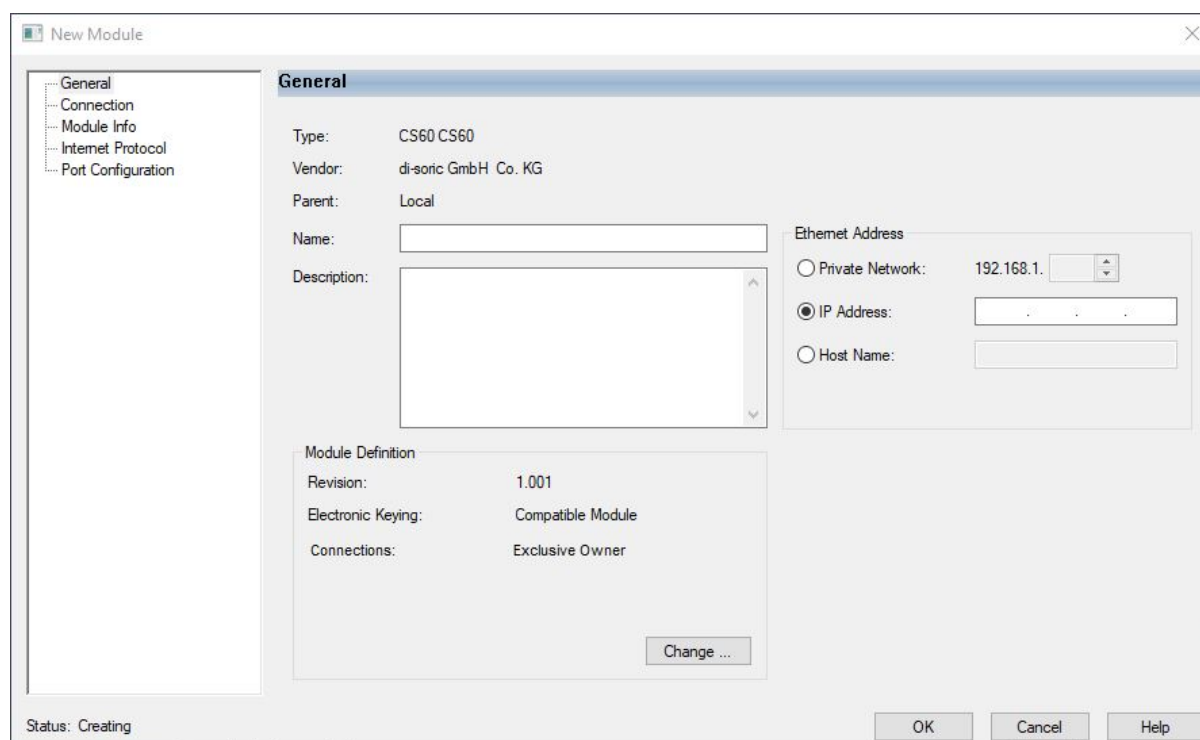 New Module
General
Connection
Module Info
Internet Protocol
Port Configuration
General
Type: CS60 CS60
Vendor: di-soric GmbH Co. KG
Parent: Local
Name:
Description:
Ethernet Address
Private Network: 192.168.1.
IP Address: . . .
Host Name:
Module Definition
Revision: 1.001
Electronic Keying: Compatible Module
Connections: Exclusive Owner
Change ...
Status: Creating
OK
Cancel
Help